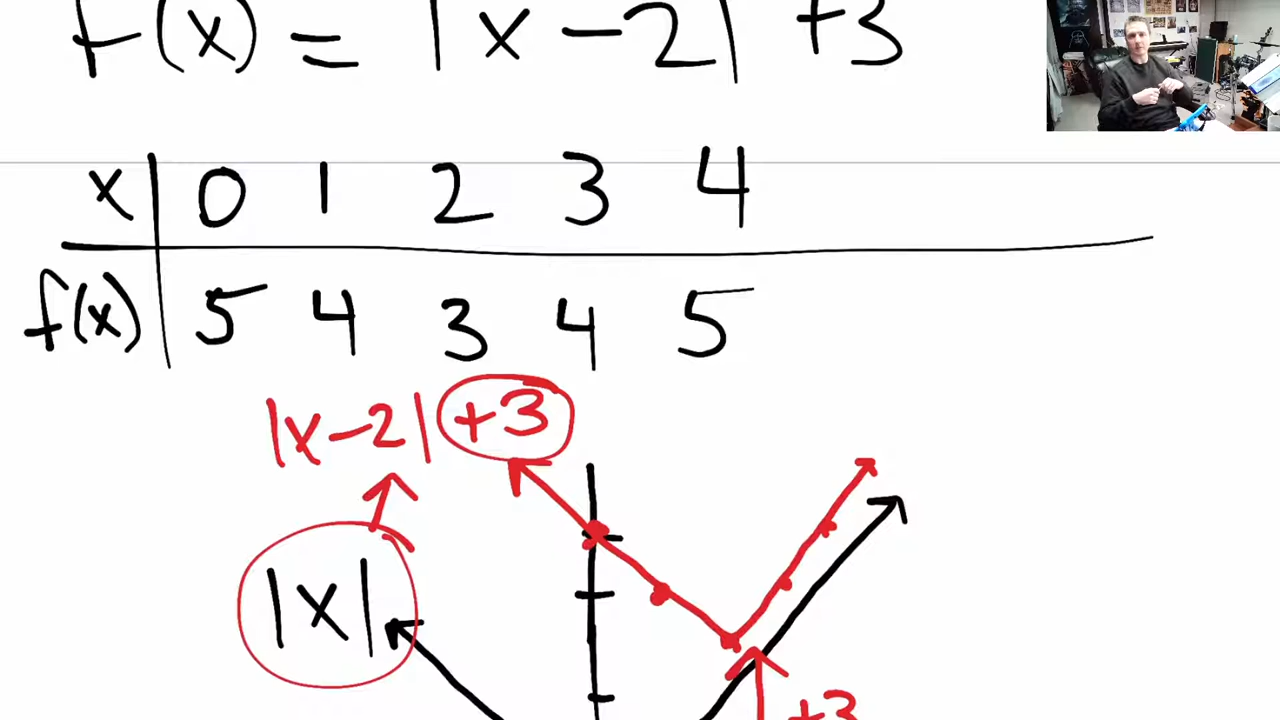 f(x) = |x-2| +3
x 0 1 2 3 4
f(x) 5 4 3 4 5
|x-2| +3
|x|
+3